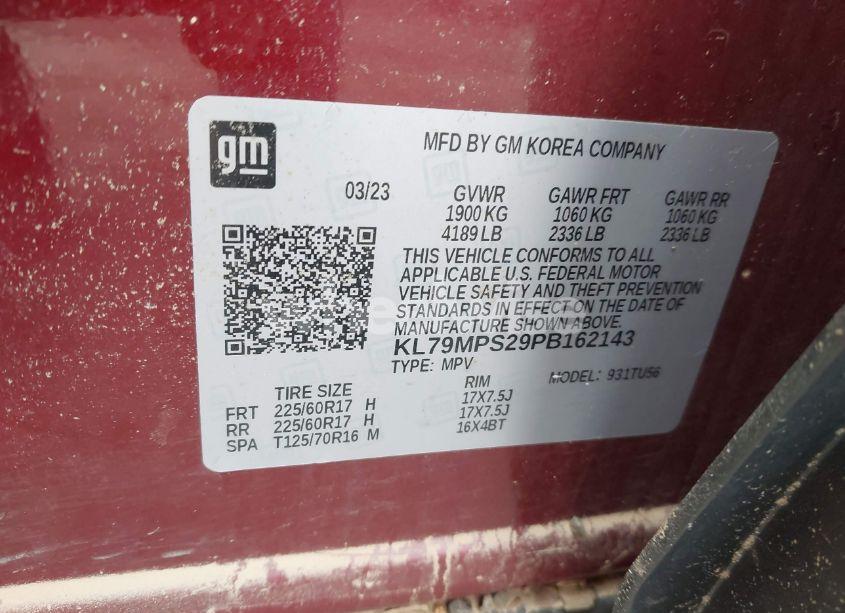 gm
MFD BY GM KOREA COMPANY
03/23 GVWR GAWR FRT GAWR RR
1900 KG 1060 KG 1060 KG
4189 LB 2336 LB 2336 LB
THIS VEHICLE CONFORMS TO ALL
APPLICABLE U.S. FEDERAL MOTOR
VEHICLE SAFETY AND THEFT PREVENTION
STANDARDS IN EFFECT ON THE DATE OF
MANUFACTURE SHOWN ABOVE.
KL79MPS29PB162143
TYPE: MPV MODEL: 931TU56
TIRE SIZE RIM
FRT 225/60R17 H 17X7.5J
RR 225/60R17 H 17X7.5J
SPA T125/70R16 M 16X4BT